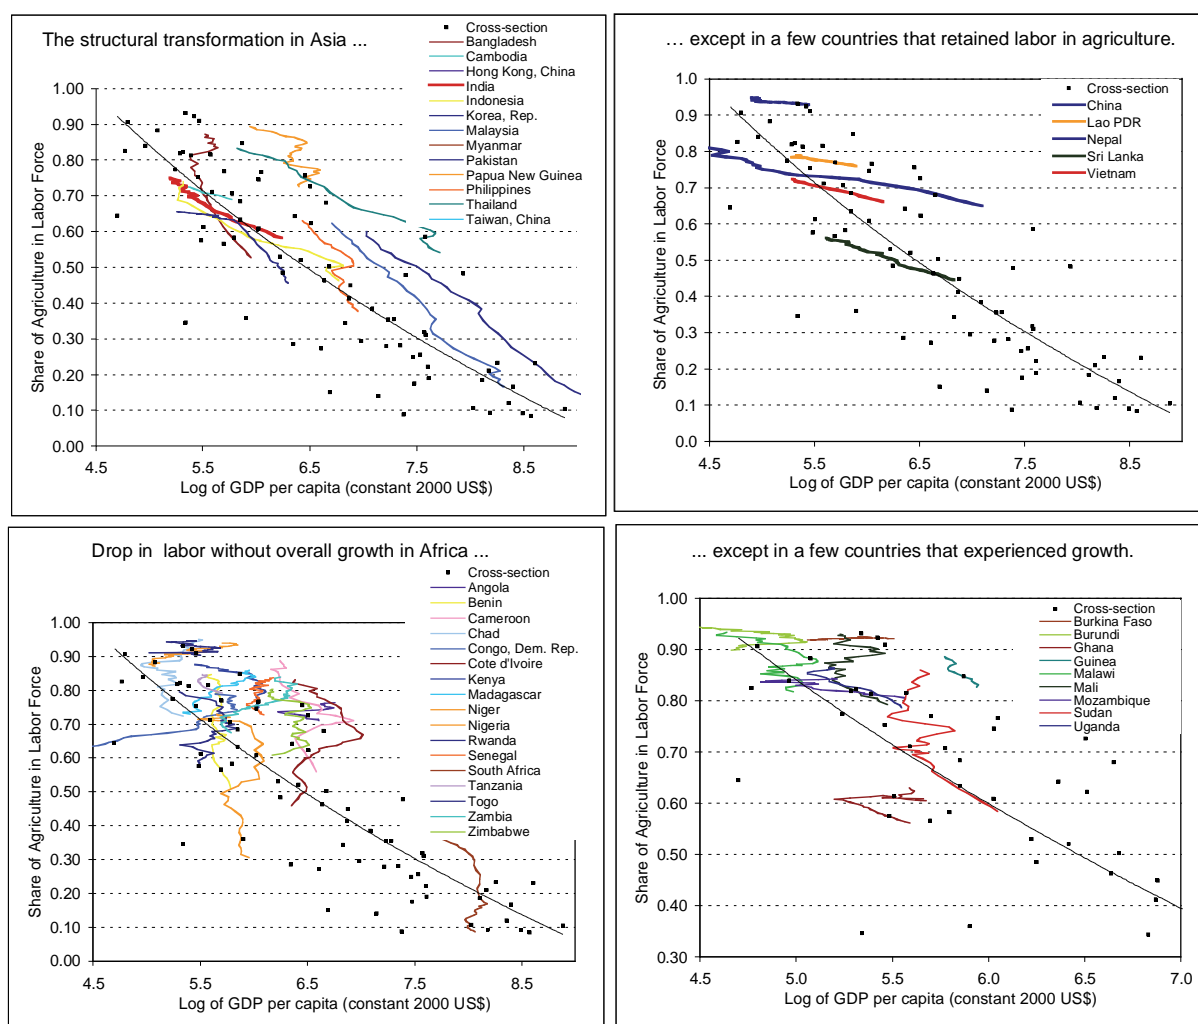 The structural transformation in Asia ...
Cross-section
Bangladesh
Cambodia
Hong Kong, China
India
Indonesia
Korea, Rep.
Malaysia
Myanmar
Pakistan
Papua New Guinea
Philippines
Thailand
Taiwan, China
Share of Agriculture in Labor Force
1.00
0.90
0.80
0.70
0.60
0.50
0.40
0.30
0.20
0.10
0.00
4.5 5.5 6.5 7.5 8.5
Log of GDP per capita (constant 2000 US$)
... except in a few countries that retained labor in agriculture.
Cross-section
China
Lao PDR
Nepal
Sri Lanka
Vietnam
Share of Agriculture in Labor Force
1.0
0.9
0.8
0.7
0.6
0.5
0.4
0.3
0.2
0.1
0.0
4.5 5.5 6.5 7.5 8.5
Log of GDP per capita (constant 2000 US$)
Drop in labor without overall growth in Africa ...
Cross-section
Angola
Benin
Cameroon
Chad
Congo, Dem. Rep.
Cote d'Ivoire
Kenya
Madagascar
Niger
Nigeria
Rwanda
Senegal
South Africa
Tanzania
Togo
Zambia
Zimbabwe
Share of Agriculture in Labor Force
1.00
0.90
0.80
0.70
0.60
0.50
0.40
0.30
0.20
0.10
0.00
4.5 5.5 6.5 7.5 8.5
Log of GDP per capita (constant 2000 US$)
... except in a few countries that experienced growth.
Cross-section
Burkina Faso
Burundi
Ghana
Guinea
Malawi
Mali
Mozambique
Sudan
Uganda
Share of Agriculture in Labor Force
1.00
0.90
0.80
0.70
0.60
0.50
0.40
0.30
4.5 5.0 5.5 6.0 6.5 7.0
Log of GDP per capita (constant 2000 US$)